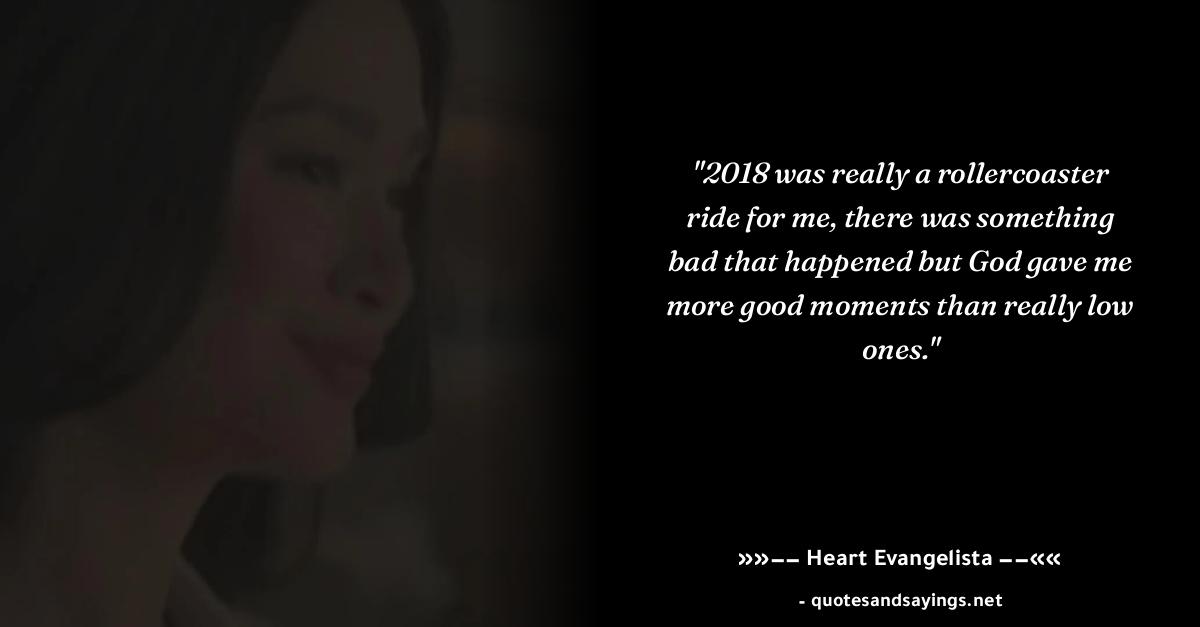 "2018 was really a rollercoaster
ride for me, there was something
bad that happened but God gave me
more good moments than really low
ones."
»»−− Heart Evangelista −−««
- quotesandsayings.net